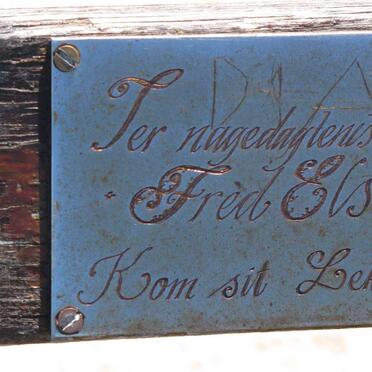 Ter nagedagtenis
Fred Els
Kom sit Lek